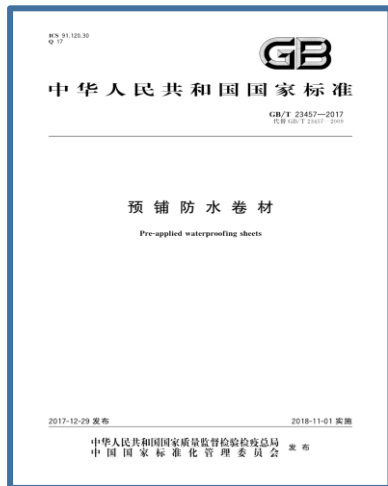 ICS 91.120.30
Q 17
GB
中华人民共和国国家标准
GB/T 23457—2017
代替 GB/T 23457—2009
预铺防水卷材
Pre-applied waterproofing sheets
2017-12-29 发布
2018-11-01 实施
中华人民共和国国家质量监督检验检疫总局
中国国家标准化管理委员会
发布